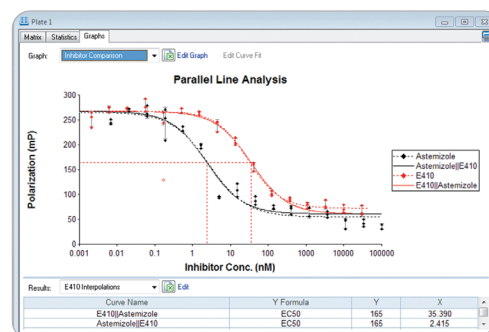 Plate 1
Matrix Statistics Graphs
Graph: Inhibitor Comparison Edit Graph Edit Curve Fit
Parallel Line Analysis
Polarization (mP)
300
250
200
150
100
50
0
0.001 0.01 0.1 1 10 100 1000 10000 100000
Inhibitor Conc. (nM)
Astemizole
Astemizole||E410
E410
E410||Astemizole
Results: E410 Interpolations Edit
Curve Name Y Formula Y X
E410||Astemizole EC50 165 35.390
Astemizole||E410 EC50 165 2.415